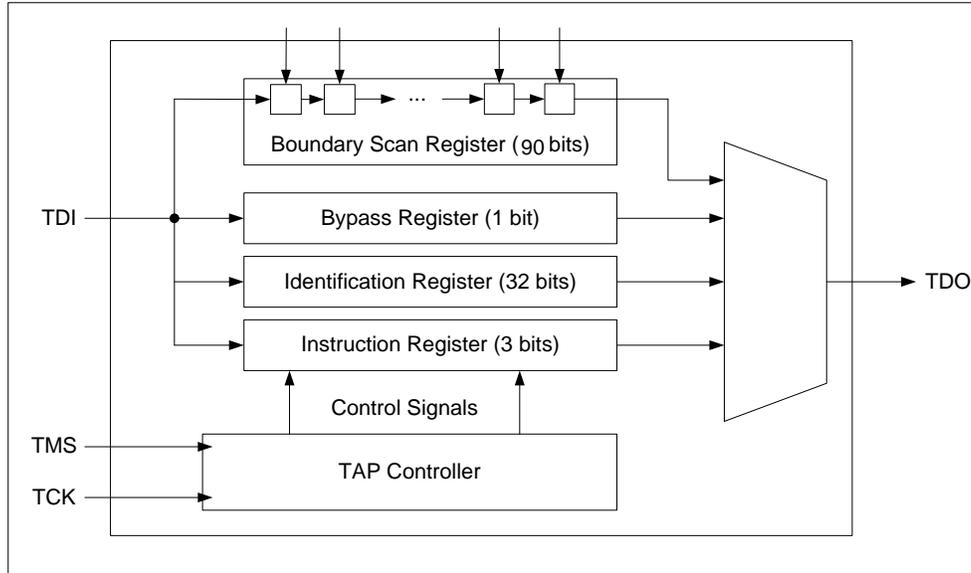 ...
Boundary Scan Register (90 bits)
TDI
Bypass Register (1 bit)
Identification Register (32 bits)
TDO
Instruction Register (3 bits)
Control Signals
TMS
TAP Controller
TCK